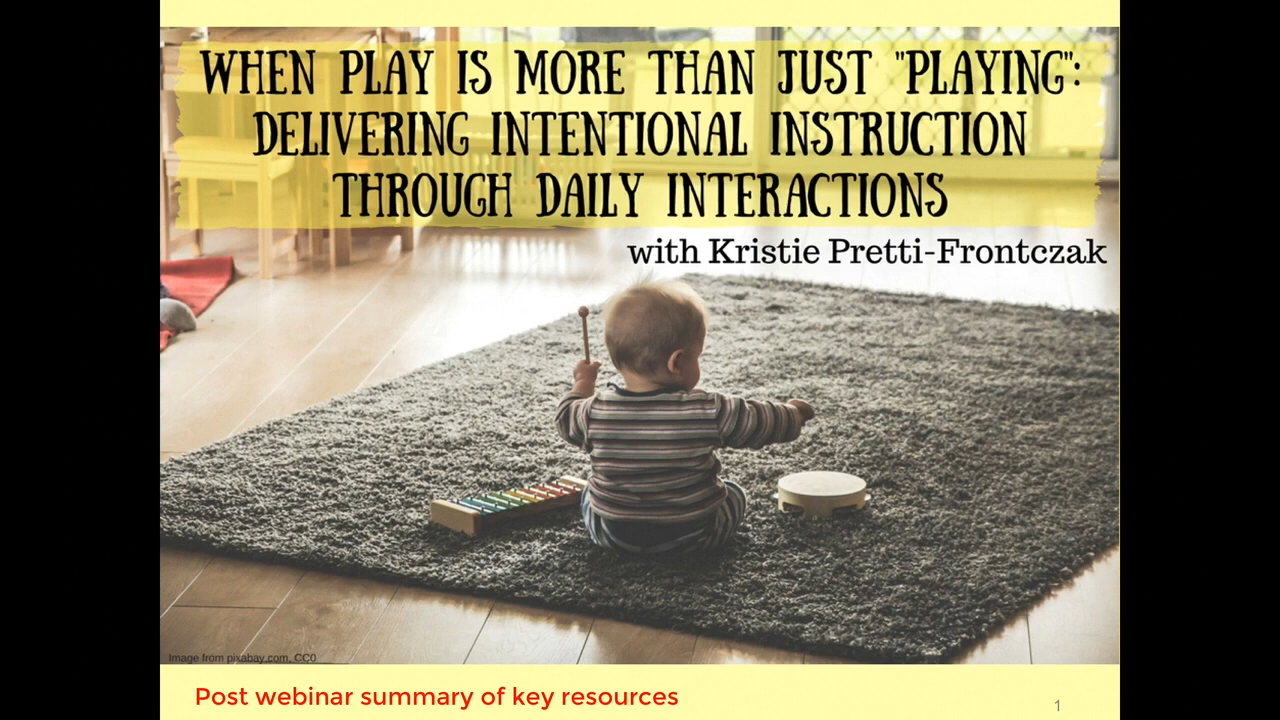 WHEN PLAY IS MORE THAN JUST "PLAYING":
DELIVERING INTENTIONAL INSTRUCTION
THROUGH DAILY INTERACTIONS
with Kristie Pretti-Frontczak
Image from pixabay.com, CC0
Post webinar summary of key resources
1